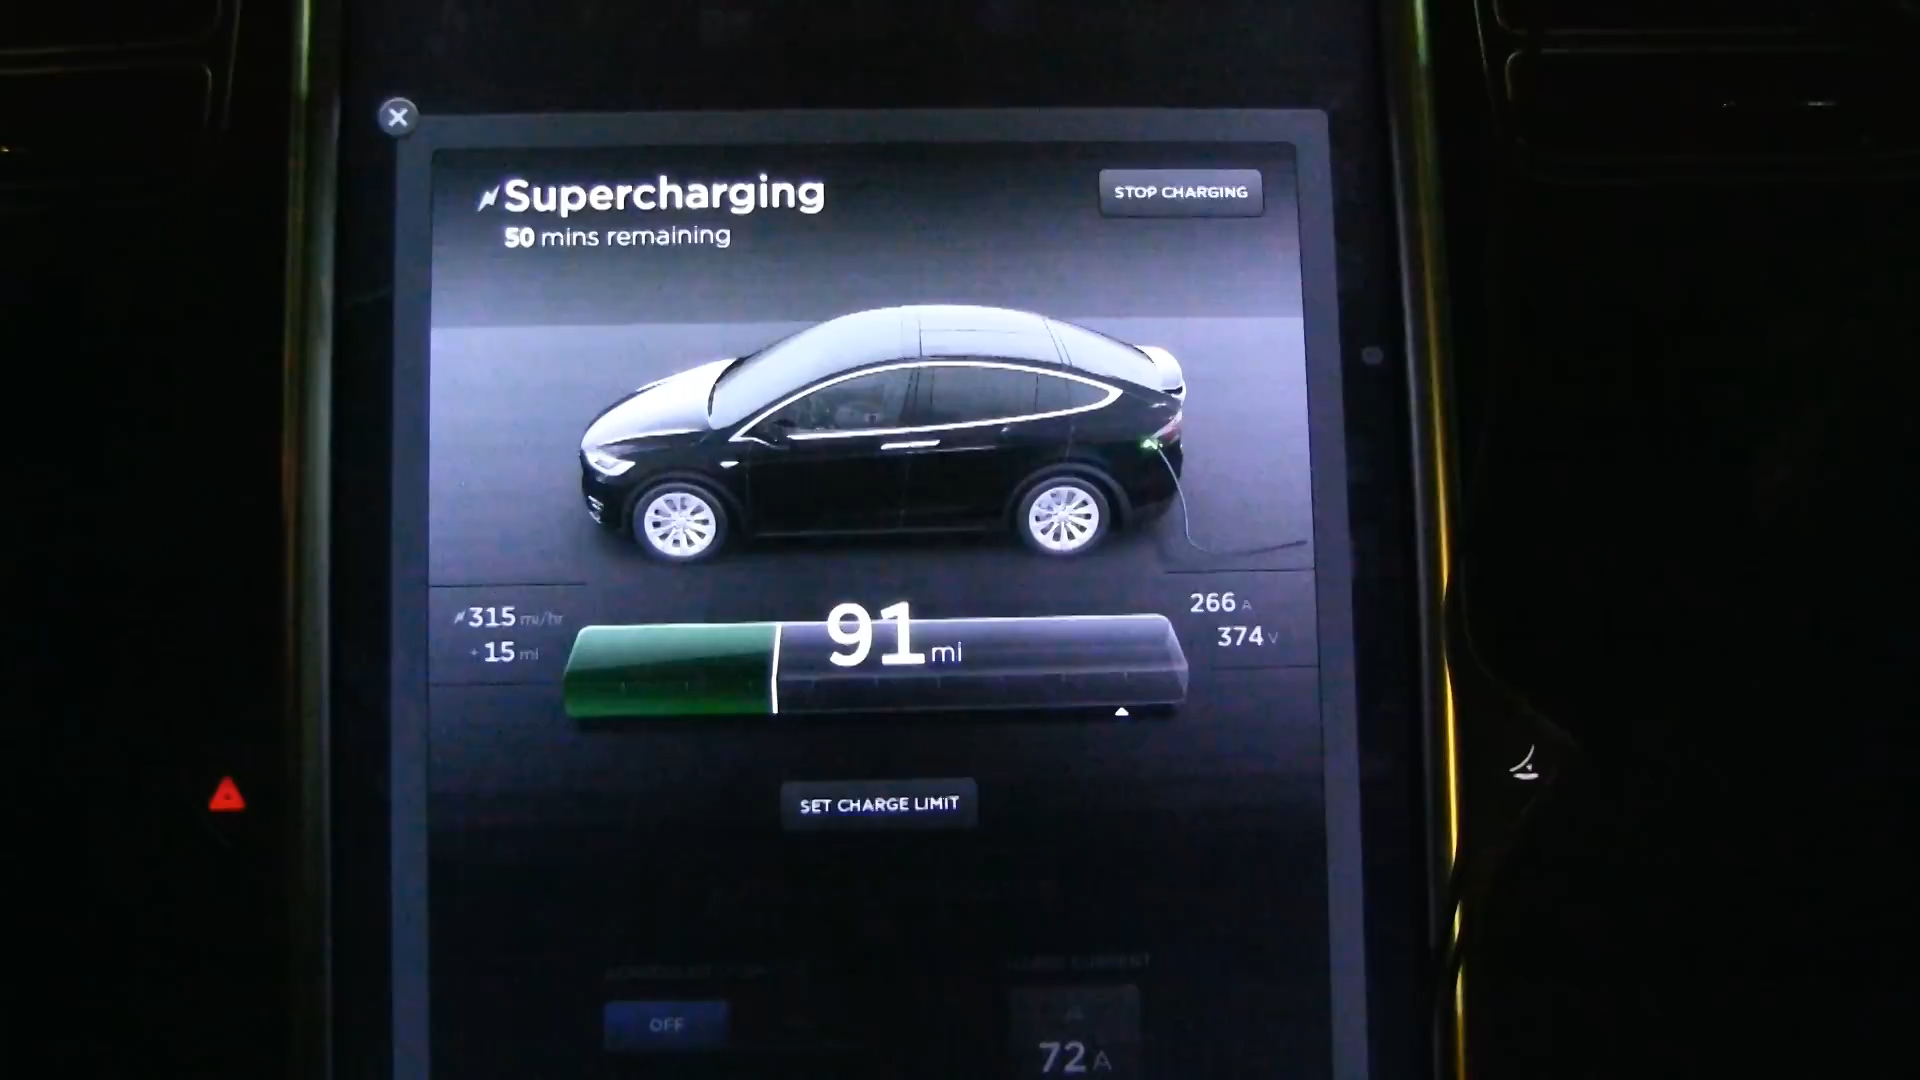 Supercharging
STOP CHARGING
50 mins remaining
315 mi/hr
+15 mi
91 mi
266 A
374 V
SET CHARGE LIMIT
CURRENT
OFF
72 A